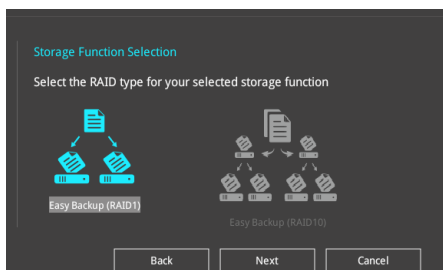 Storage Function Selection
Select the RAID type for your selected storage function
Easy Backup (RAID1)
Easy Backup (RAID10)
Back
Next
Cancel